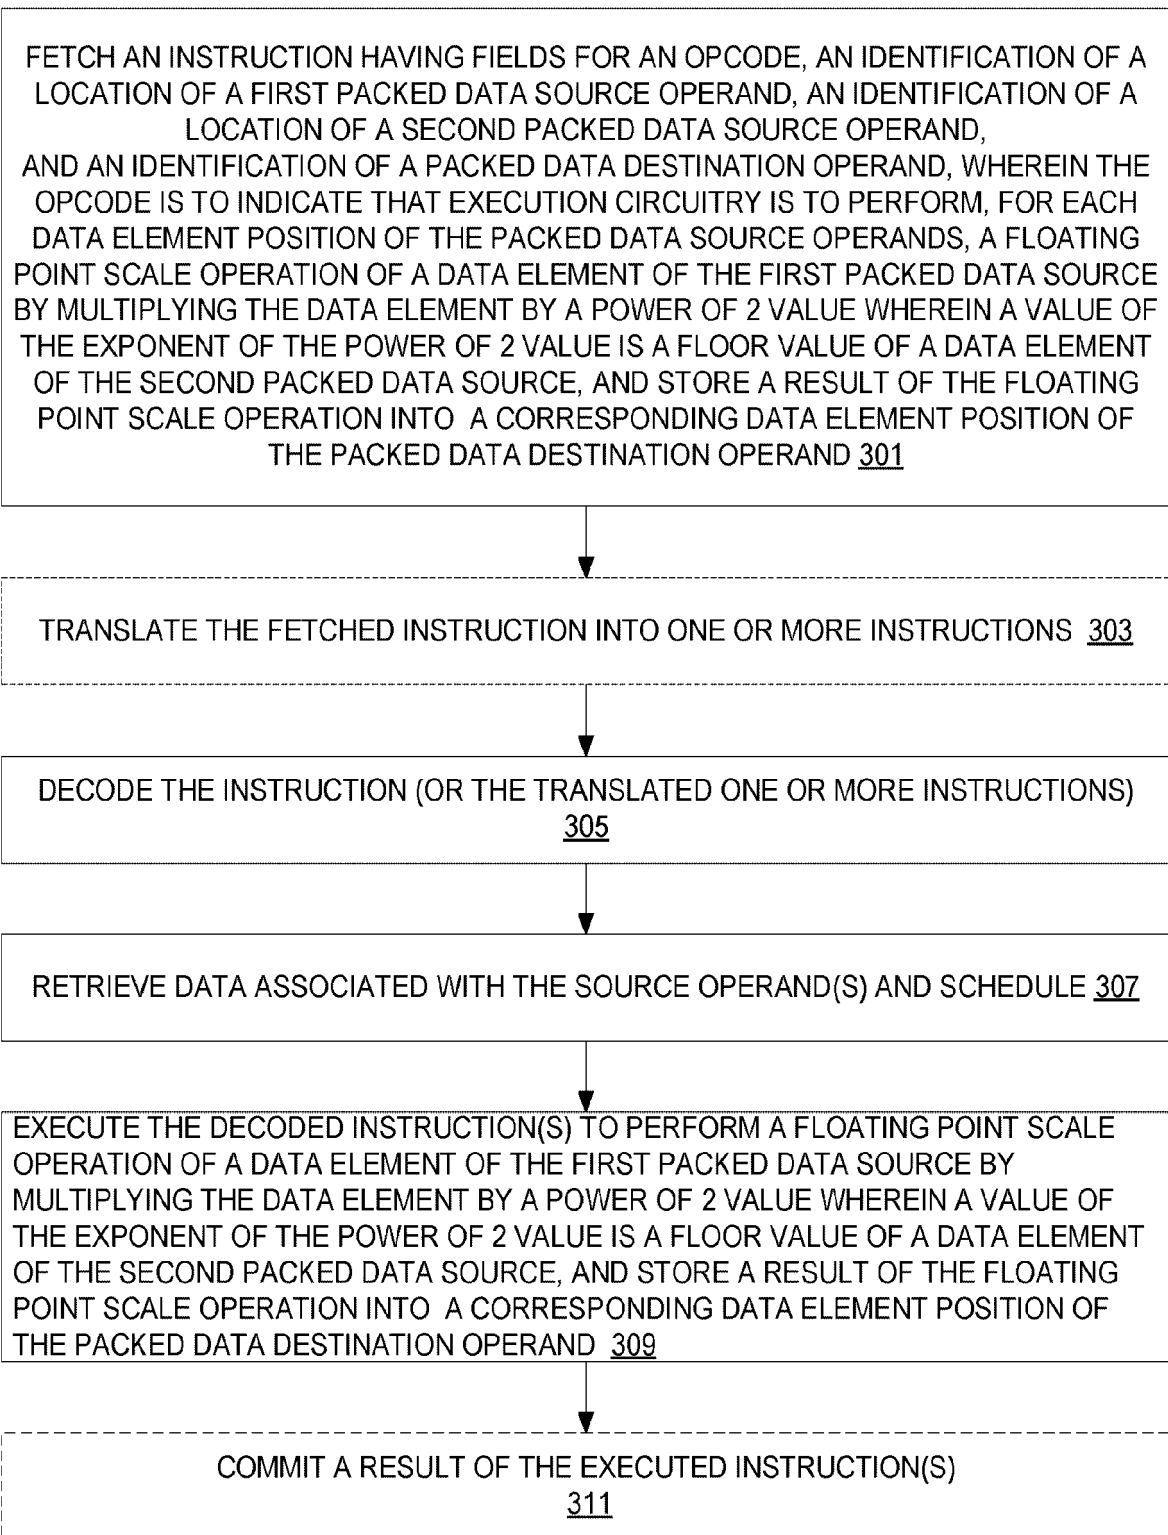 FETCH AN INSTRUCTION HAVING FIELDS FOR AN OPCODE, AN IDENTIFICATION OF A
LOCATION OF A FIRST PACKED DATA SOURCE OPERAND, AN IDENTIFICATION OF A
LOCATION OF A SECOND PACKED DATA SOURCE OPERAND,
AND AN IDENTIFICATION OF A PACKED DATA DESTINATION OPERAND, WHEREIN THE
OPCODE IS TO INDICATE THAT EXECUTION CIRCUITRY IS TO PERFORM, FOR EACH
DATA ELEMENT POSITION OF THE PACKED DATA SOURCE OPERANDS, A FLOATING
POINT SCALE OPERATION OF A DATA ELEMENT OF THE FIRST PACKED DATA SOURCE
BY MULTIPLYING THE DATA ELEMENT BY A POWER OF 2 VALUE WHEREIN A VALUE OF
THE EXPONENT OF THE POWER OF 2 VALUE IS A FLOOR VALUE OF A DATA ELEMENT
OF THE SECOND PACKED DATA SOURCE, AND STORE A RESULT OF THE FLOATING
POINT SCALE OPERATION INTO A CORRESPONDING DATA ELEMENT POSITION OF
THE PACKED DATA DESTINATION OPERAND 301
TRANSLATE THE FETCHED INSTRUCTION INTO ONE OR MORE INSTRUCTIONS 303
DECODE THE INSTRUCTION (OR THE TRANSLATED ONE OR MORE INSTRUCTIONS)
305
RETRIEVE DATA ASSOCIATED WITH THE SOURCE OPERAND(S) AND SCHEDULE 307
EXECUTE THE DECODED INSTRUCTION(S) TO PERFORM A FLOATING POINT SCALE
OPERATION OF A DATA ELEMENT OF THE FIRST PACKED DATA SOURCE BY
MULTIPLYING THE DATA ELEMENT BY A POWER OF 2 VALUE WHEREIN A VALUE OF
THE EXPONENT OF THE POWER OF 2 VALUE IS A FLOOR VALUE OF A DATA ELEMENT
OF THE SECOND PACKED DATA SOURCE, AND STORE A RESULT OF THE FLOATING
POINT SCALE OPERATION INTO A CORRESPONDING DATA ELEMENT POSITION OF
THE PACKED DATA DESTINATION OPERAND 309
COMMIT A RESULT OF THE EXECUTED INSTRUCTION(S)
311